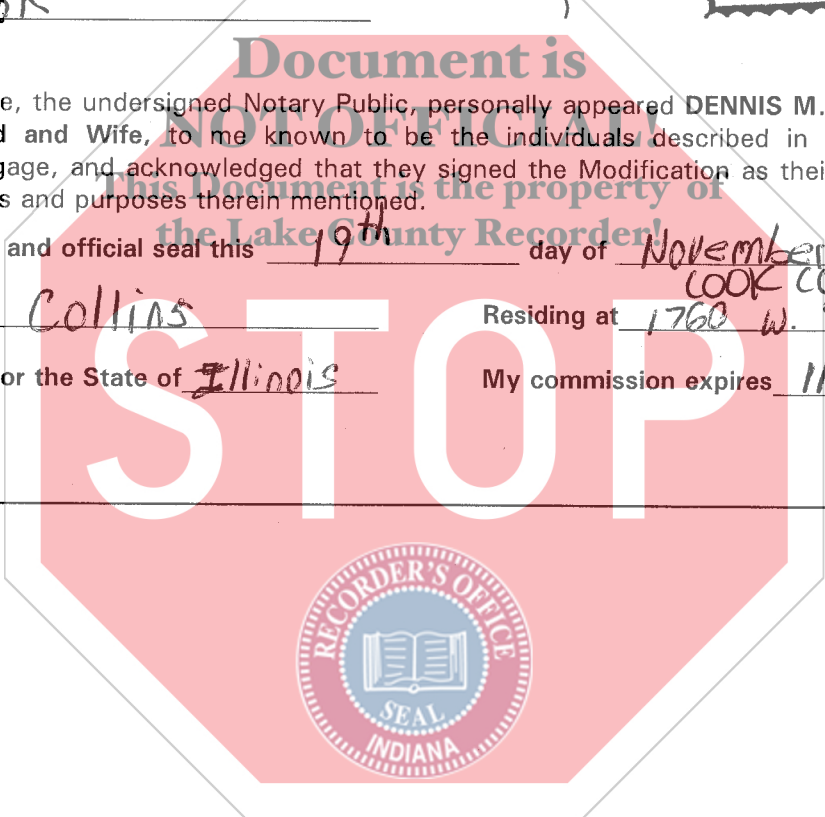 Document is
e, the undersigned Notary Public, personally appeared DENNIS M.
NOT OFFICIAL!
and Wife, to me known to be the individuals described in
gage, and acknowledged that they signed the Modification as thei
This Document is the property of
s and purposes therein mentioned.
the Lake County Recorder!
and official seal this 19th day of November
COOK CO
Collins Residing at 1760 W.
or the State of Illinois My commission expires 11
STOP
RECORDER'S OFFICE
SEAL
INDIANA